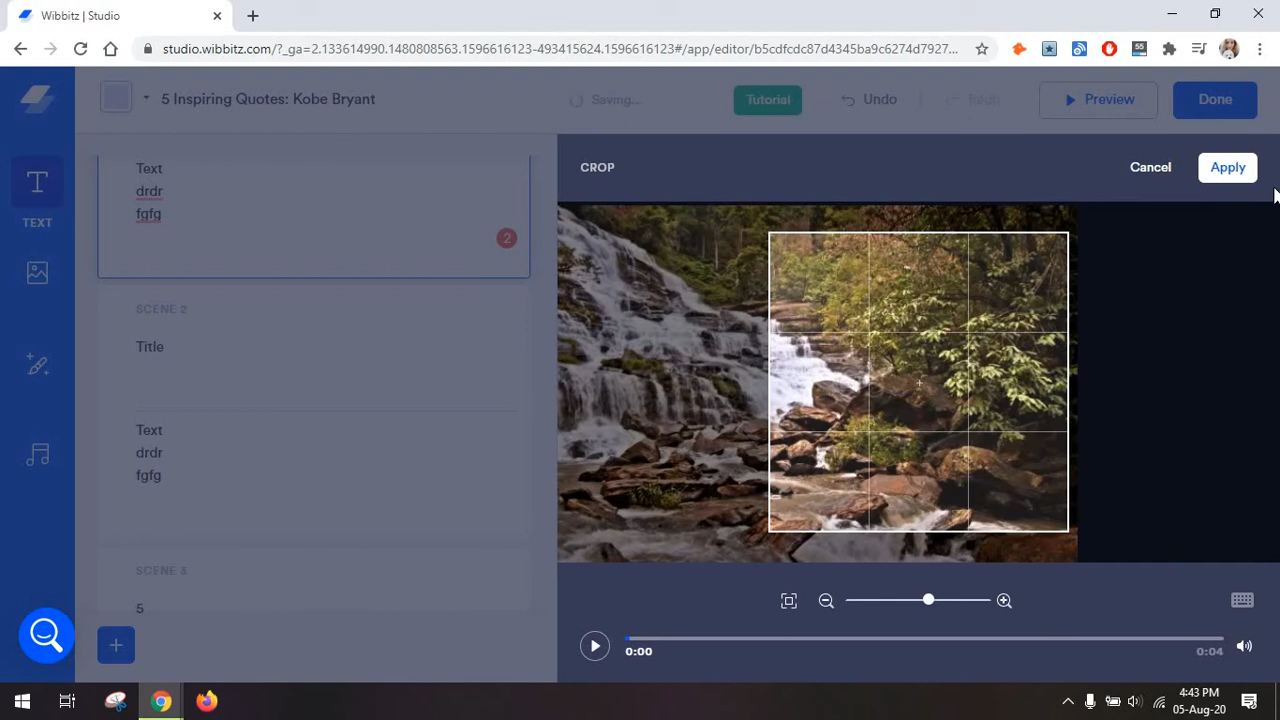 Wibbitz | Studio
studio.wibbitz.com/?_ga=2.133614990.1480808563.1596616123-493415624.1596616123#/app/editor/b5cdfcdc87d4345ba9c6274d7927...
55
5 Inspiring Quotes: Kobe Bryant
Saving...
Tutorial
Undo
Redo
Preview
Done
TEXT
Text
drdr
fgfg
2
SCENE 2
Title
Text
drdr
fgfg
SCENE 3
5
CROP
Cancel
Apply
0:00
0:04
4:43 PM
05-Aug-20